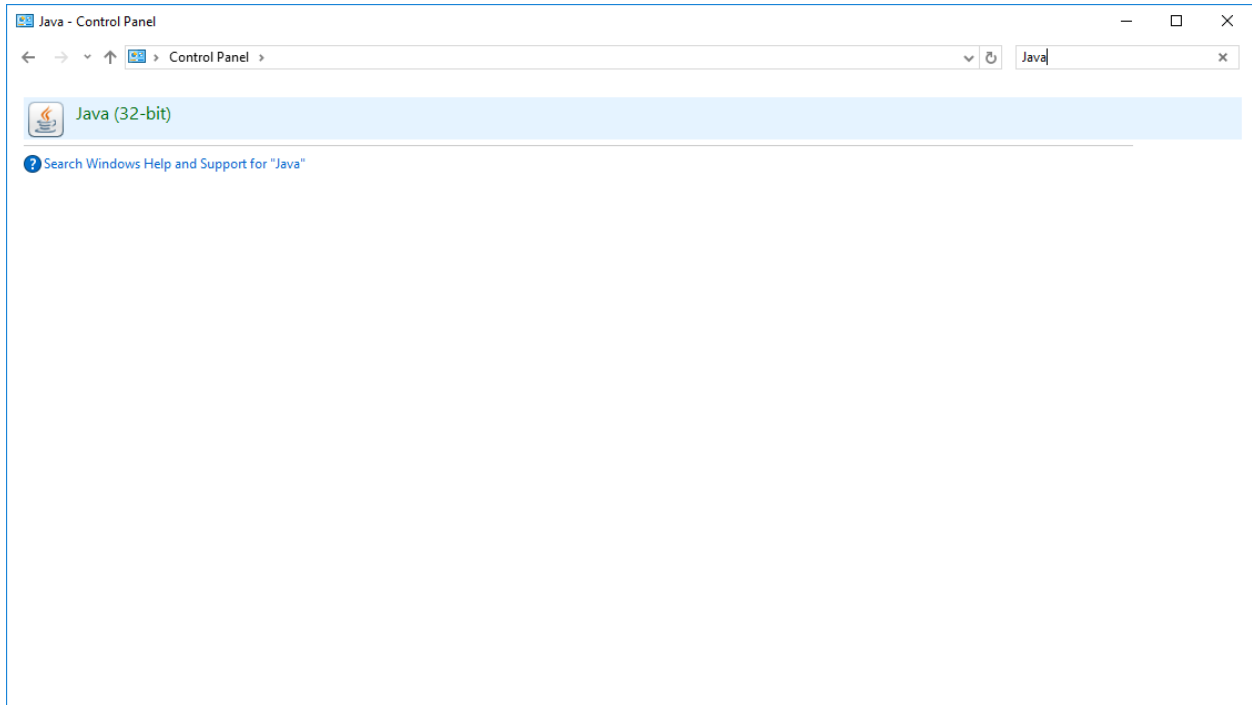 Java - Control Panel
Control Panel
Java
Java (32-bit)
Search Windows Help and Support for "Java"